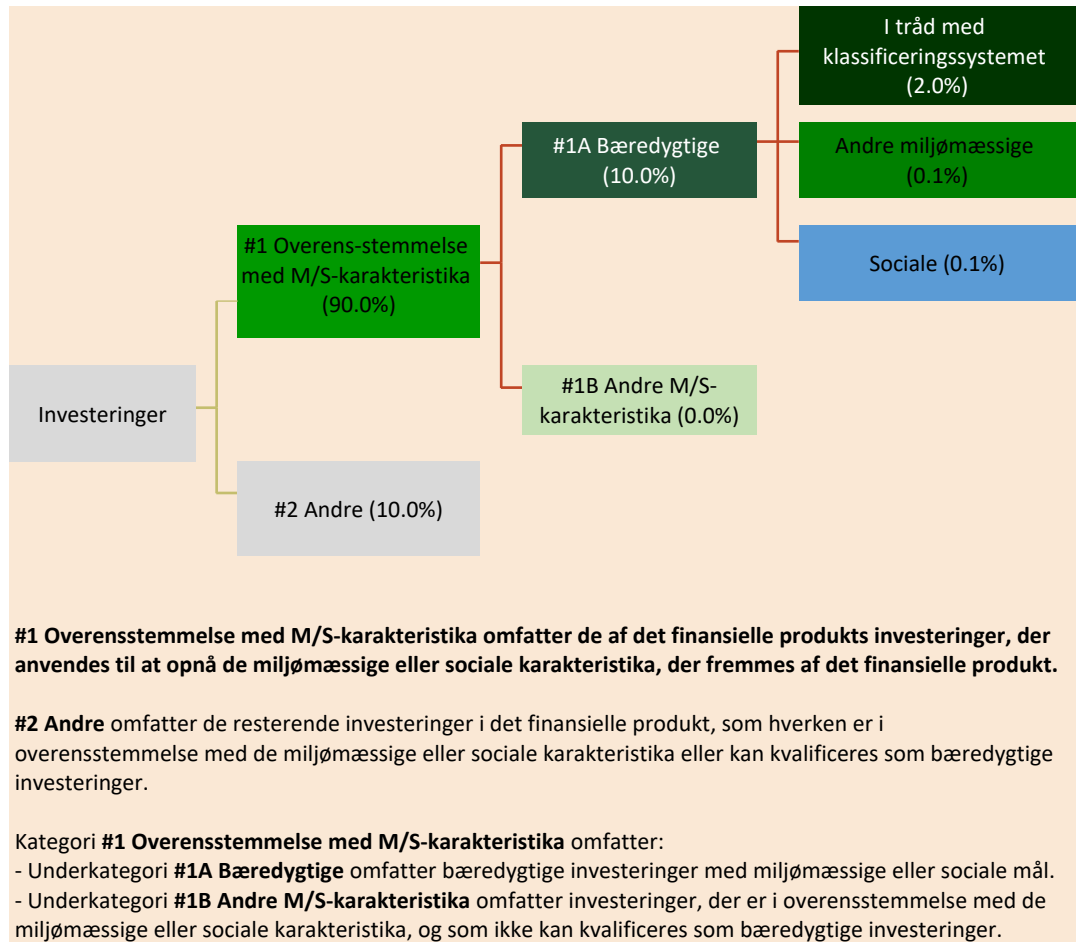 I tråd med
klassificeringssystemet
(2.0%)
#1A Bæredygtige
(10.0%)
Andre miljømæssige
(0.1%)
#1 Overens-stemmelse
med M/S-karakteristika
(90.0%)
Sociale (0.1%)
Investeringer
#1B Andre M/S-
karakteristika (0.0%)
#2 Andre (10.0%)
#1 Overensstemmelse med M/S-karakteristika omfatter de af det finansielle produkts investeringer, der
anvendes til at opnå de miljømæssige eller sociale karakteristika, der fremmes af det finansielle produkt.
#2 Andre omfatter de resterende investeringer i det finansielle produkt, som hverken er i
overensstemmelse med de miljømæssige eller sociale karakteristika eller kan kvalificeres som bæredygtige
investeringer.
Kategori #1 Overensstemmelse med M/S-karakteristika omfatter:
- Underkategori #1A Bæredygtige omfatter bæredygtige investeringer med miljømæssige eller sociale mål.
- Underkategori #1B Andre M/S-karakteristika omfatter investeringer, der er i overensstemmelse med de
miljømæssige eller sociale karakteristika, og som ikke kan kvalificeres som bæredygtige investeringer.